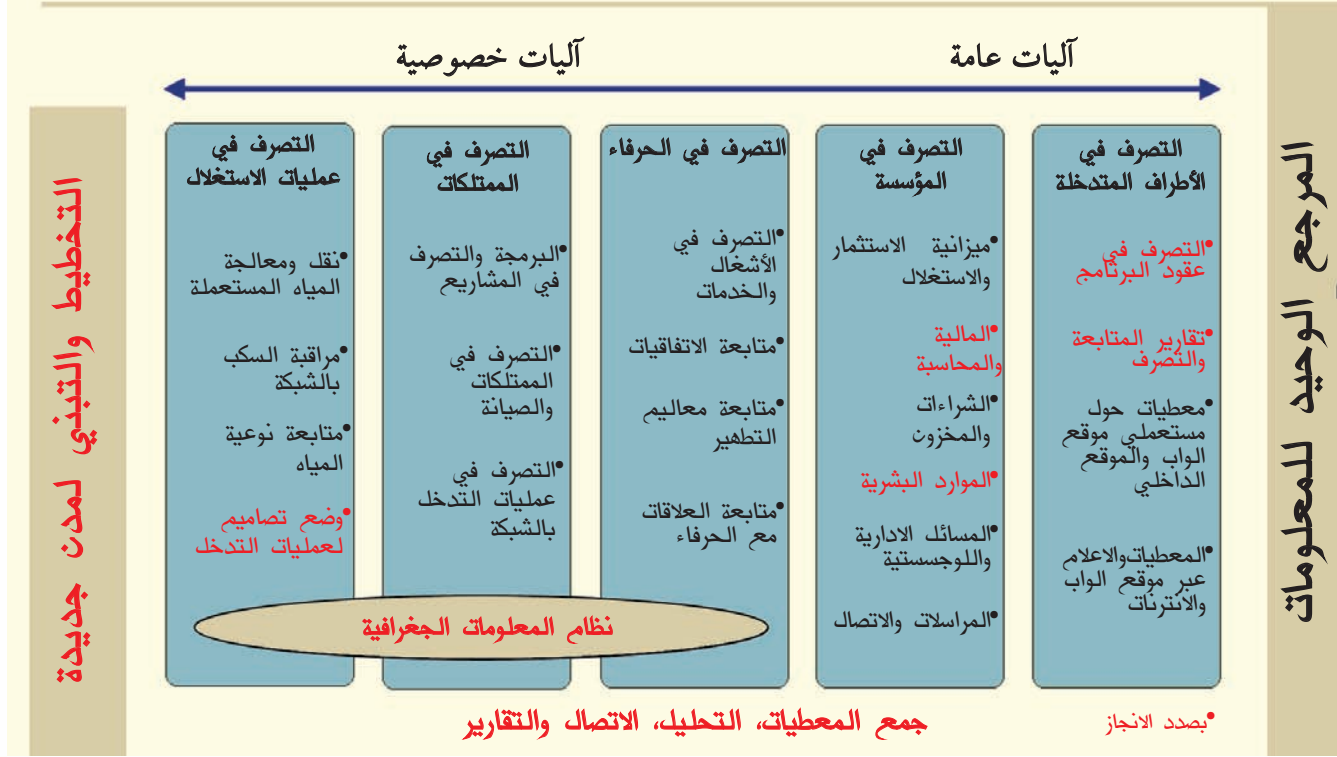 آليات عامة
آليات خصوصية
المرجع الوحيد للمعلومات
التصرف في
الأطراف المتدخلة
•التصرف في
عقود البرنامج
•تقارير المتابعة
والتصرف
•معطيات حول
مستعملي موقع
الواب والموقع
الداخلي
•المعطيات والاعلام
عبر موقع الواب
والانترنات
التصرف في
المؤسسة
•ميزانية الاستثمار
والاستغلال
•المالية
والمحاسبة
•الشراءات
والمخزون
•الموارد البشرية
•المسائل الادارية
واللوجستية
•المراسلات والاتصال
التصرف في الحرفاء
•التصرف في
الأشغال
والخدمات
•متابعة الاتفاقيات
•متابعة معاليم
التطهير
•متابعة العلاقات
مع الحرفاء
التصرف في
الممتلكات
•البرمجة والتصرف
في المشاريع
•التصرف في
الممتلكات
والصيانة
•التصرف في
عمليات التدخل
بالشبكة
التصرف في
عمليات الاستغلال
•نقل ومعالجة
المياه المستعملة
•مراقبة السكب
بالشبكة
•متابعة نوعية
المياه
•وضع تصاميم
لعمليات التدخل
نظام المعلومات الجغرافية
التخطيط والتبني لمدن جديدة
جمع المعطيات، التحليل، الاتصال والتقارير
•بصدد الانجاز